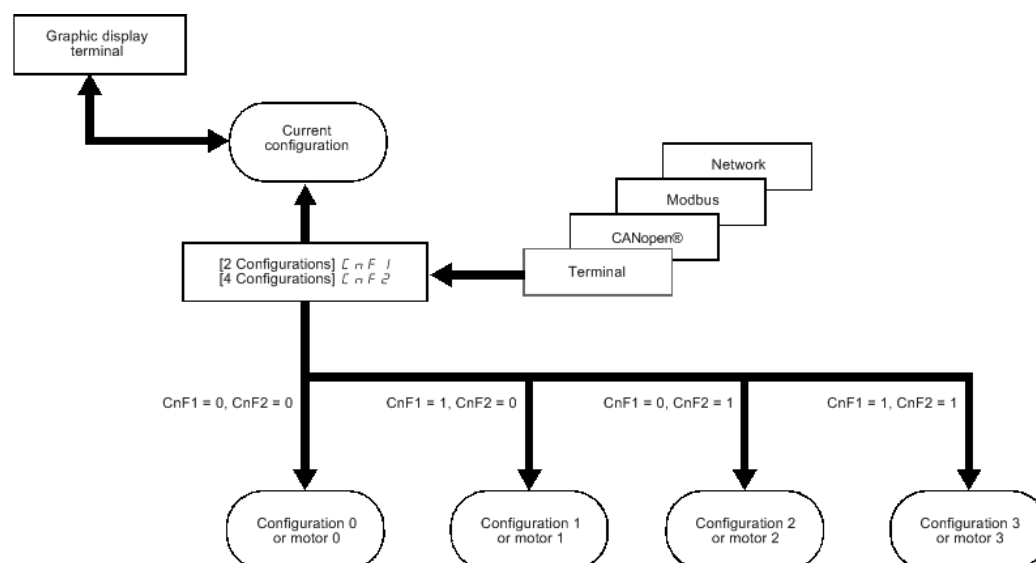 Graphic display
terminal
Current
configuration
Network
Modbus
CANopen®
Terminal
[2 Configurations] CnF1
[4 Configurations] CnF2
CnF1 = 0, CnF2 = 0
CnF1 = 1, CnF2 = 0
CnF1 = 0, CnF2 = 1
CnF1 = 1, CnF2 = 1
Configuration 0
or motor 0
Configuration 1
or motor 1
Configuration 2
or motor 2
Configuration 3
or motor 3